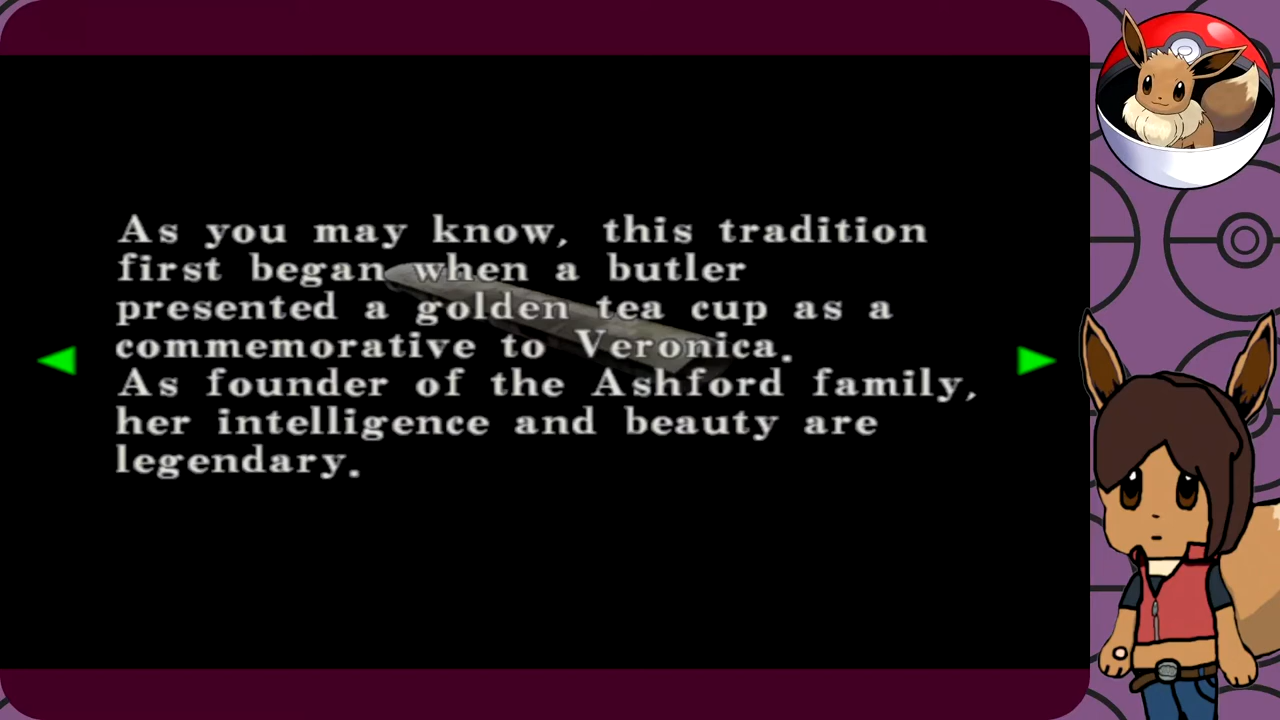 As you may know, this tradition
first began when a butler
presented a golden tea cup as a
commemorative to Veronica.
As founder of the Ashford family,
her intelligence and beauty are
legendary.